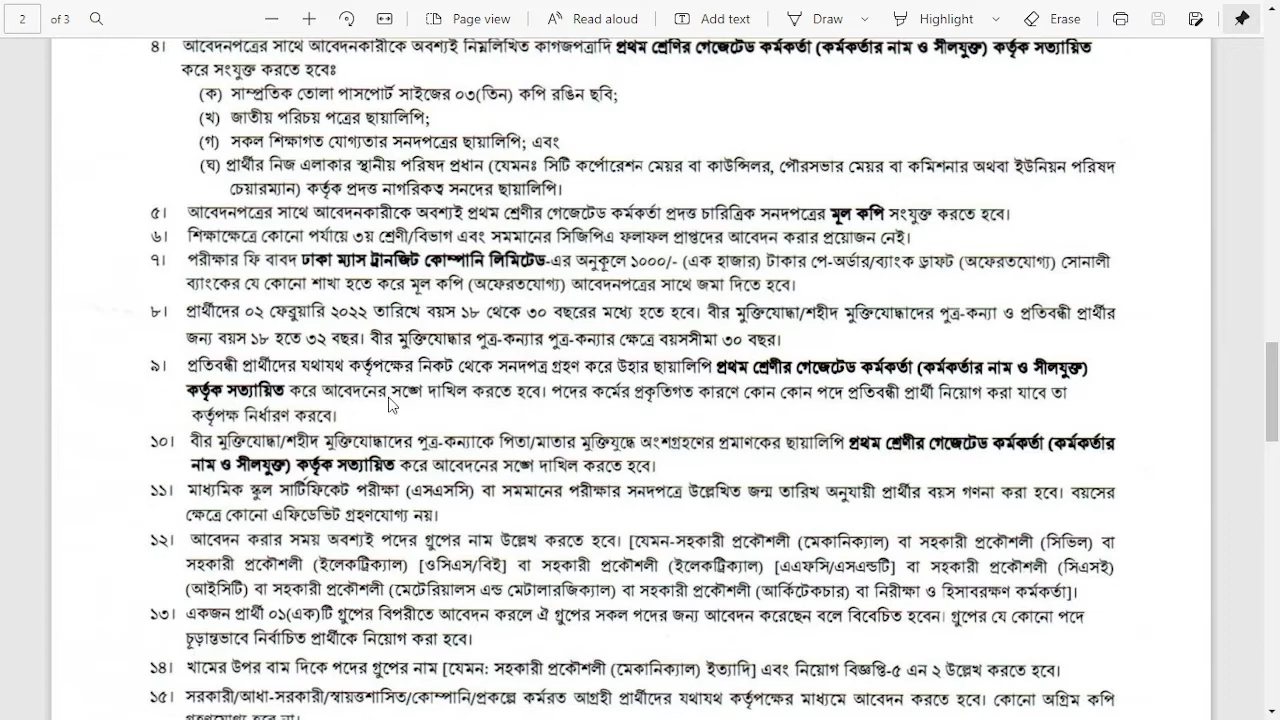 2 of 3 Page view Read aloud Add text Draw Highlight Erase
৪। আবেদনপত্রের সাথে আবেদনকারীকে অবশ্যই নিম্নলিখিত কাগজপত্রাদি প্রথম শ্রেণির গেজেটেড কর্মকর্তা (কর্মকর্তার নাম ও সীলযুক্ত) কর্তৃক সত্যায়িত
করে সংযুক্ত করতে হবেঃ
(ক) সাম্প্রতিক তোলা পাসপোর্ট সাইজের ০৩(তিন) কপি রঙিন ছবি;
(খ) জাতীয় পরিচয় পত্রের ছায়ালিপি;
(গ) সকল শিক্ষাগত যোগ্যতার সনদপত্রের ছায়ালিপি; এবং
(ঘ) প্রার্থীর নিজ এলাকার স্থানীয় পরিষদ প্রধান (যেমনঃ সিটি কর্পোরেশন মেয়র বা কাউন্সিলর, পৌরসভার মেয়র বা কমিশনার অথবা ইউনিয়ন পরিষদ
চেয়ারম্যান) কর্তৃক প্রদত্ত নাগরিকত্ব সনদের ছায়ালিপি।
৫। আবেদনপত্রের সাথে আবেদনকারীকে অবশ্যই প্রথম শ্রেণীর গেজেটেড কর্মকর্তা প্রদত্ত চারিত্রিক সনদপত্রের মূল কপি সংযুক্ত করতে হবে।
৬। শিক্ষাক্ষেত্রে কোনো পর্যায়ে ৩য় শ্রেণী/বিভাগ এবং সমমানের সিজিপিএ ফলাফল প্রাপ্তদের আবেদন করার প্রয়োজন নেই।
৭। পরীক্ষার ফি বাবদ ঢাকা ম্যাস ট্রানজিট কোম্পানি লিমিটেড-এর অনুকূলে ১০০০/- (এক হাজার) টাকার পে-অর্ডার/ব্যাংক ড্রাফট (অফেরতযোগ্য) সোনালী
ব্যাংকের যে কোনো শাখা হতে করে মূল কপি (অফেরতযোগ্য) আবেদনপত্রের সাথে জমা দিতে হবে।
৮। প্রার্থীদের ০২ ফেব্রুয়ারি ২০২২ তারিখে বয়স ১৮ থেকে ৩০ বছরের মধ্যে হতে হবে। বীর মুক্তিযোদ্ধা/শহীদ মুক্তিযোদ্ধাদের পুত্র-কন্যা ও প্রতিবন্ধী প্রার্থীর
জন্য বয়স ১৮ হতে ৩২ বছর। বীর মুক্তিযোদ্ধার পুত্র-কন্যার পুত্র-কন্যার ক্ষেত্রে বয়সসীমা ৩০ বছর।
৯। প্রতিবন্ধী প্রার্থীদের যথাযথ কর্তৃপক্ষের নিকট থেকে সনদপত্র গ্রহণ করে উহার ছায়ালিপি প্রথম শ্রেণীর গেজেটেড কর্মকর্তা (কর্মকর্তার নাম ও সীলযুক্ত)
কর্তৃক সত্যায়িত করে আবেদনের সঙ্গে দাখিল করতে হবে। পদের কর্মের প্রকৃতিগত কারণে কোন কোন পদে প্রতিবন্ধী প্রার্থী নিয়োগ করা যাবে তা
কর্তৃপক্ষ নির্ধারণ করবে।
১০। বীর মুক্তিযোদ্ধা/শহীদ মুক্তিযোদ্ধাদের পুত্র-কন্যাকে পিতা/মাতার মুক্তিযুদ্ধে অংশগ্রহণের প্রমাণকের ছায়ালিপি প্রথম শ্রেণীর গেজেটেড কর্মকর্তা (কর্মকর্তার
নাম ও সীলযুক্ত) কর্তৃক সত্যায়িত করে আবেদনের সঙ্গে দাখিল করতে হবে।
১১। মাধ্যমিক স্কুল সার্টিফিকেট পরীক্ষা (এসএসসি) বা সমমানের পরীক্ষার সনদপত্রে উল্লেখিত জন্ম তারিখ অনুযায়ী প্রার্থীর বয়স গণনা করা হবে। বয়সের
ক্ষেত্রে কোনো এফিডেভিট গ্রহণযোগ্য নয়।
১২। আবেদন করার সময় অবশ্যই পদের গ্রুপের নাম উল্লেখ করতে হবে। [যেমন-সহকারী প্রকৌশলী (মেকানিক্যাল) বা সহকারী প্রকৌশলী (সিভিল) বা
সহকারী প্রকৌশলী (ইলেকট্রিক্যাল) [ওসিএস/বিই] বা সহকারী প্রকৌশলী (ইলেকট্রিক্যাল) [এএফসি/এসএন্ডটি] বা সহকারী প্রকৌশলী (সিএসই)
(আইসিটি) বা সহকারী প্রকৌশলী (মেটেরিয়ালস এন্ড মেটালারজিক্যাল) বা সহকারী প্রকৌশলী (আর্কিটেকচার) বা নিরীক্ষা ও হিসাবরক্ষণ কর্মকর্তা]।
১৩। একজন প্রার্থী ০১(এক)টি গ্রুপের বিপরীতে আবেদন করলে ঐ গ্রুপের সকল পদের জন্য আবেদন করেছেন বলে বিবেচিত হবেন। গ্রুপের যে কোনো পদে
চূড়ান্তভাবে নির্বাচিত প্রার্থীকে নিয়োগ করা হবে।
১৪। খামের উপর বাম দিকে পদের গ্রুপের নাম [যেমন: সহকারী প্রকৌশলী (মেকানিক্যাল) ইত্যাদি] এবং নিয়োগ বিজ্ঞপ্তি-৫ এন ২ উল্লেখ করতে হবে।
১৫। সরকারী/আধা-সরকারী/স্বায়ত্তশাসিত/কোম্পানি/প্রকল্পে কর্মরত আগ্রহী প্রার্থীদের যথাযথ কর্তৃপক্ষের মাধ্যমে আবেদন করতে হবে। কোনো অগ্রিম কপি
গ্রহণযোগ্য হবে না।